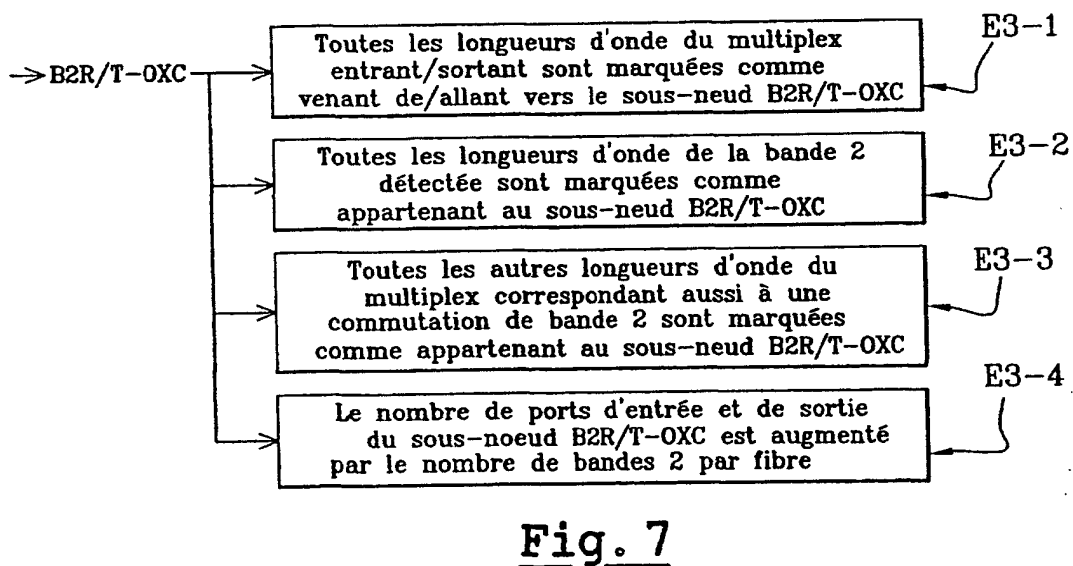 E3-1
Toutes les longueurs d'onde du multiplex
entrant/sortant sont marquées comme
venant de/allant vers le sous-neud B2R/T-OXC
B2R/T-OXC
E3-2
Toutes les longueurs d'onde de la bande 2
détectée sont marquées comme
appartenant au sous-neud B2R/T-OXC
E3-3
Toutes les autres longueurs d'onde du
multiplex correspondant aussi à une
commutation de bande 2 sont marquées
comme appartenant au sous-neud B2R/T-OXC
E3-4
Le nombre de ports d'entrée et de sortie
du sous-noeud B2R/T-OXC est augmenté
par le nombre de bandes 2 par fibre
Fig. 7